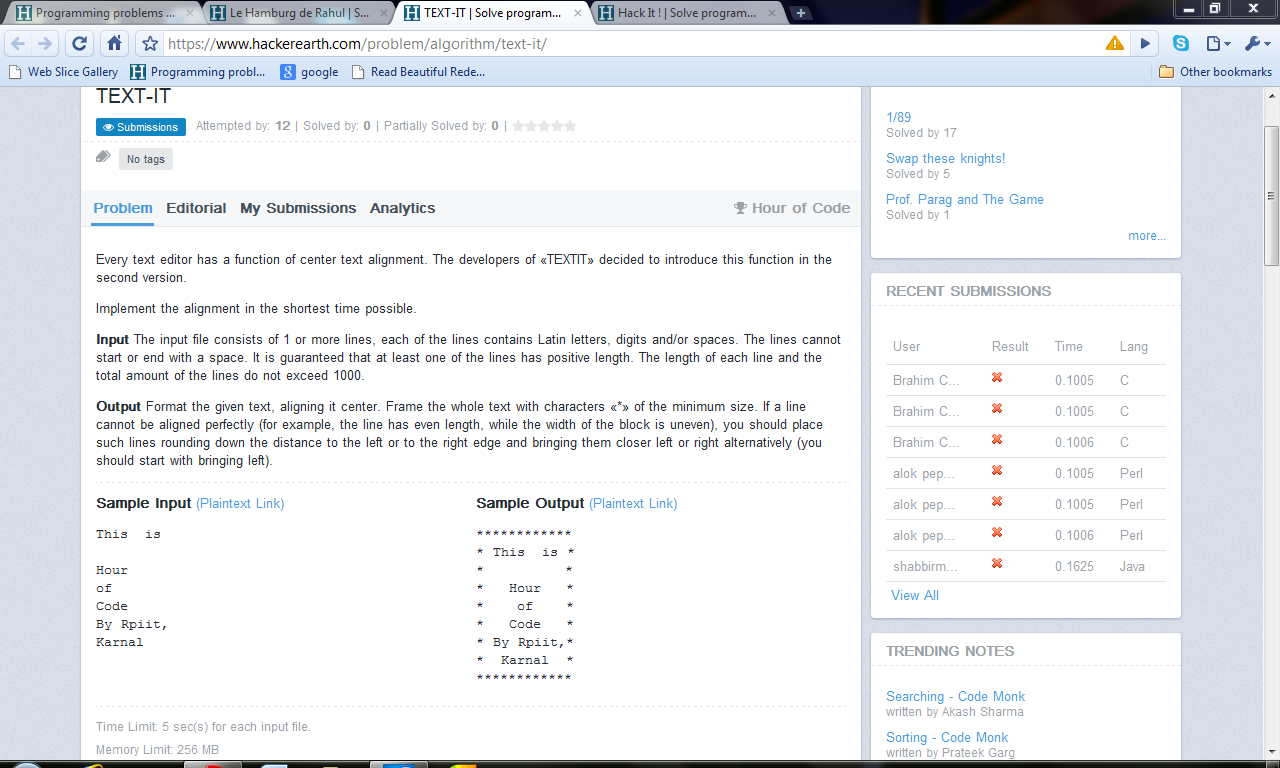 Programming problems ...
Le Hamburg de Rahul | S...
TEXT-IT | Solve program...
Hack It ! | Solve program...
https://www.hackerearth.com/problem/algorithm/text-it/
Web Slice Gallery
Programming probl...
google
Read Beautiful Rede...
Other bookmarks
TEXT-IT
Submissions
Attempted by: 12 | Solved by: 0 | Partially Solved by: 0 |
No tags
Problem
Editorial
My Submissions
Analytics
Hour of Code
Every text editor has a function of center text alignment. The developers of «TEXTIT» decided to introduce this function in the
second version.
Implement the alignment in the shortest time possible.
Input The input file consists of 1 or more lines, each of the lines contains Latin letters, digits and/or spaces. The lines cannot
start or end with a space. It is guaranteed that at least one of the lines has positive length. The length of each line and the
total amount of the lines do not exceed 1000.
Output Format the given text, aligning it center. Frame the whole text with characters «*» of the minimum size. If a line
cannot be aligned perfectly (for example, the line has even length, while the width of the block is uneven), you should place
such lines rounding down the distance to the left or to the right edge and bringing them closer left or right alternatively (you
should start with bringing left).
Sample Input (Plaintext Link)
This  is

Hour
of
Code
By Rpiit,
Karnal
Sample Output (Plaintext Link)
************
* This  is *
*          *
*   Hour   *
*    of    *
*   Code   *
* By Rpiit,*
*  Karnal  *
************
Time Limit: 5 sec(s) for each input file.
Memory Limit: 256 MB
1/89
Solved by 17
Swap these knights!
Solved by 5
Prof. Parag and The Game
Solved by 1
more...
RECENT SUBMISSIONS
User Result Time Lang
Brahim C... 0.1005 C
Brahim C... 0.1005 C
Brahim C... 0.1006 C
alok pep... 0.1005 Perl
alok pep... 0.1005 Perl
alok pep... 0.1006 Perl
shabbirm... 0.1625 Java
View All
TRENDING NOTES
Searching - Code Monk
written by Akash Sharma
Sorting - Code Monk
written by Prateek Garg